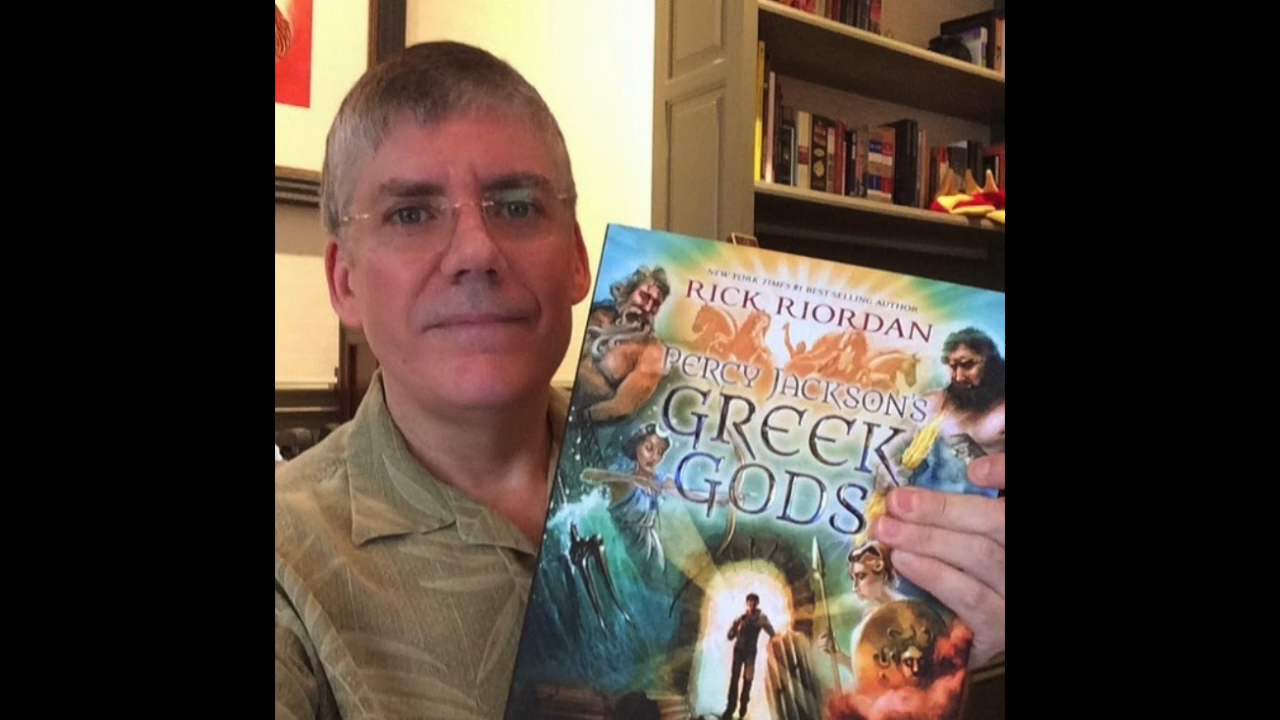 NEW YORK TIMES #1 BEST-SELLING AUTHOR
RICK RIORDAN
PERCY JACKSON'S
GREEK
GODS